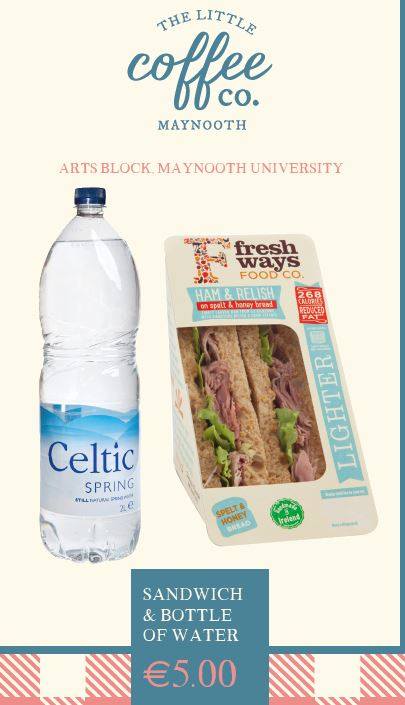 THE LITTLE
coffee
co.
MAYNOOTH
ARTS BLOCK, MAYNOOTH UNIVERSITY
Celtic
SPRING
STILL NATURAL SPRING WATER
2L e
fresh
ways
FOOD CO.
HAM & RELISH
on spelt & honey bread
268
CALORIES
REDUCED
FAT
LIGHTER
SPELT &
HONEY
BREAD
Ireland
SANDWICH
& BOTTLE
OF WATER
€5.00